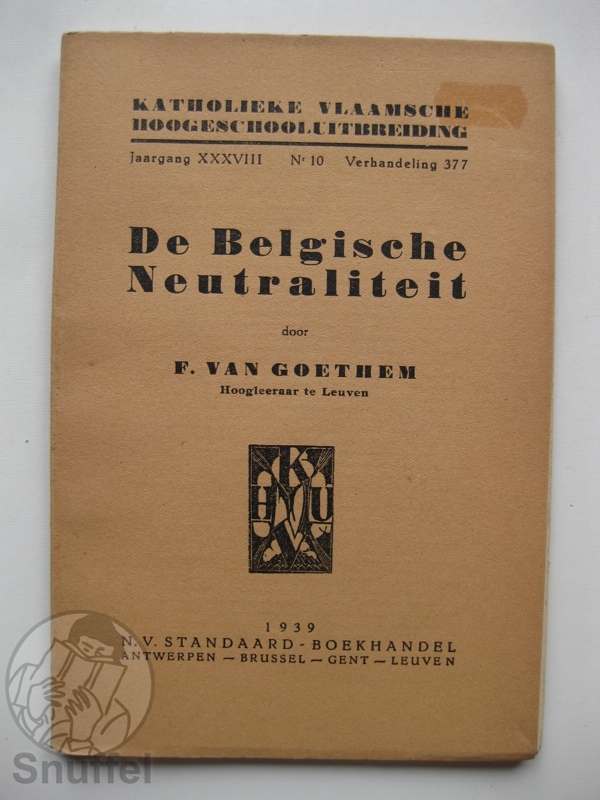 KATHOLIEKE VLAAMSCHE
HOOGESCHOOLUITBREIDING
Jaargang XXXVIII Nr 10 Verhandeling 377
De Belgische
Neutraliteit
door
F. VAN GOETHEM
Hoogleeraar te Leuven
K
H V U
A
1939
N. V. STANDAARD - BOEKHANDEL
ANTWERPEN — BRUSSEL — GENT — LEUVEN
Snuffel